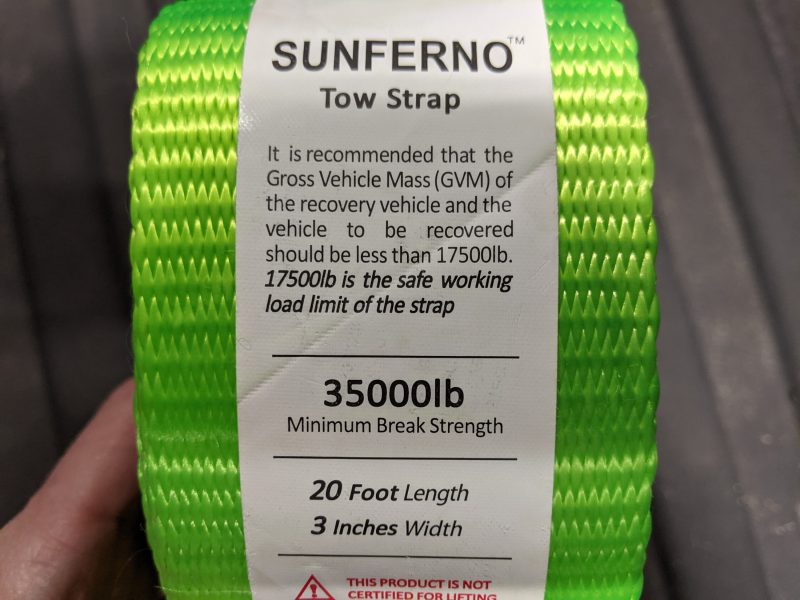 SUNFERNO™
Tow Strap
It is recommended that the
Gross Vehicle Mass (GVM) of
the recovery vehicle and the
vehicle to be recovered
should be less than 17500lb.
17500lb is the safe working
load limit of the strap
35000lb
Minimum Break Strength
20 Foot Length
3 Inches Width
THIS PRODUCT IS NOT
CERTIFIED FOR LIFTING